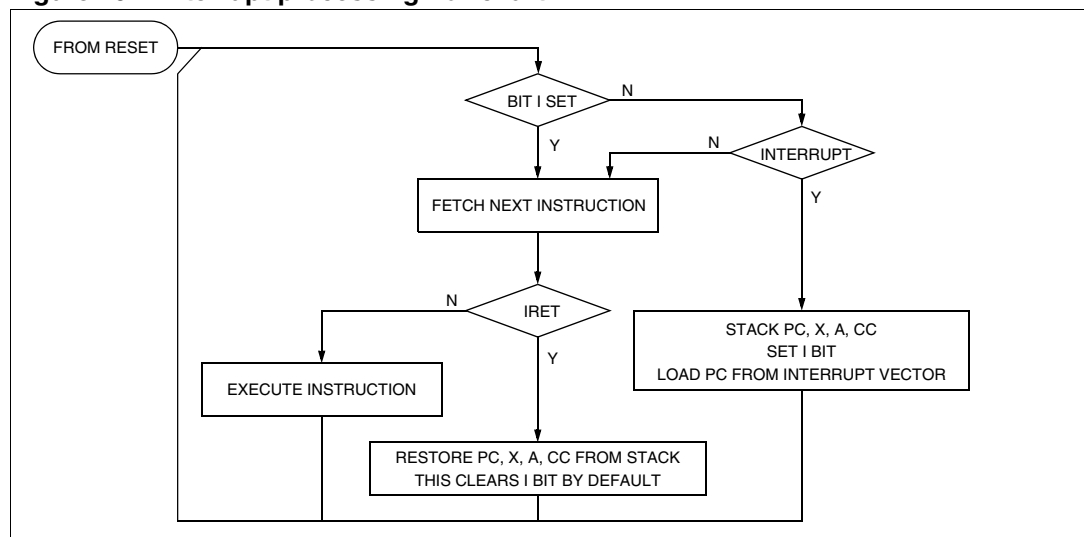 FROM RESET
BIT I SET
N
Y
N
INTERRUPT
Y
FETCH NEXT INSTRUCTION
N
IRET
Y
STACK PC, X, A, CC
SET I BIT
LOAD PC FROM INTERRUPT VECTOR
EXECUTE INSTRUCTION
RESTORE PC, X, A, CC FROM STACK
THIS CLEARS I BIT BY DEFAULT